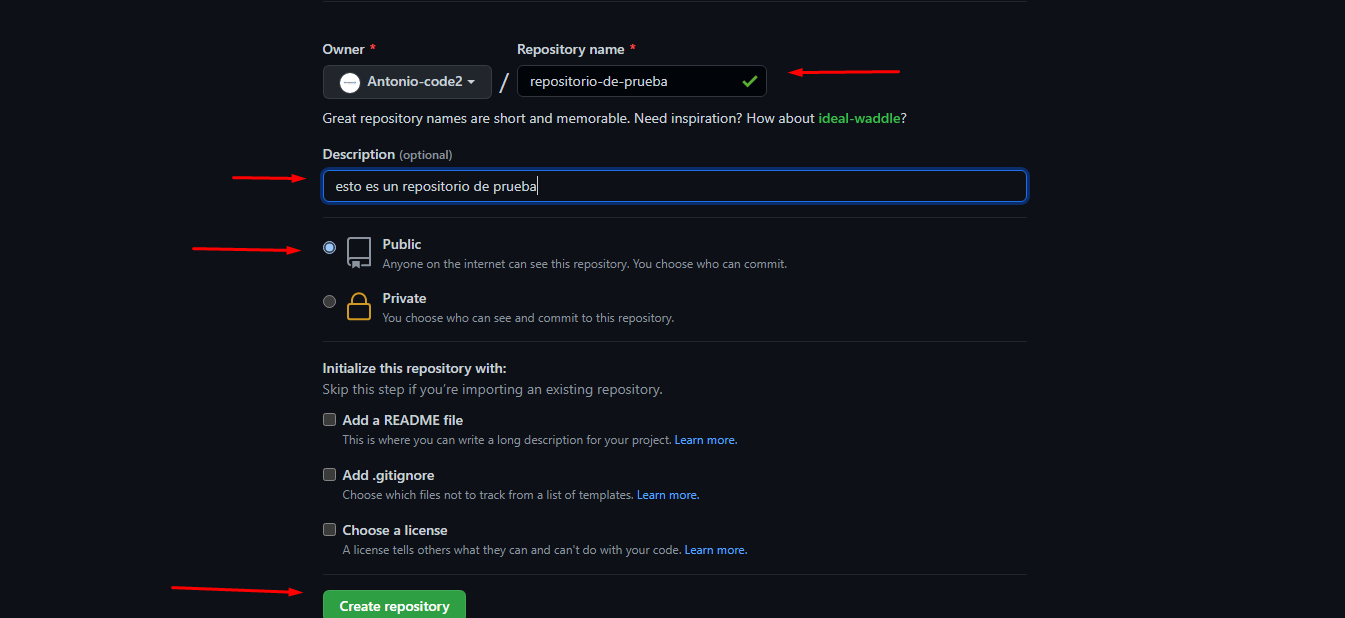 Owner * Repository name *
Antonio-code2 / repositorio-de-prueba
Great repository names are short and memorable. Need inspiration? How about ideal-waddle?
Description (optional)
esto es un repositorio de prueba
Public
Anyone on the internet can see this repository. You choose who can commit.
Private
You choose who can see and commit to this repository.
Initialize this repository with:
Skip this step if you're importing an existing repository.
Add a README file
This is where you can write a long description for your project. Learn more.
Add .gitignore
Choose which files not to track from a list of templates. Learn more.
Choose a license
A license tells others what they can and can't do with your code. Learn more.
Create repository